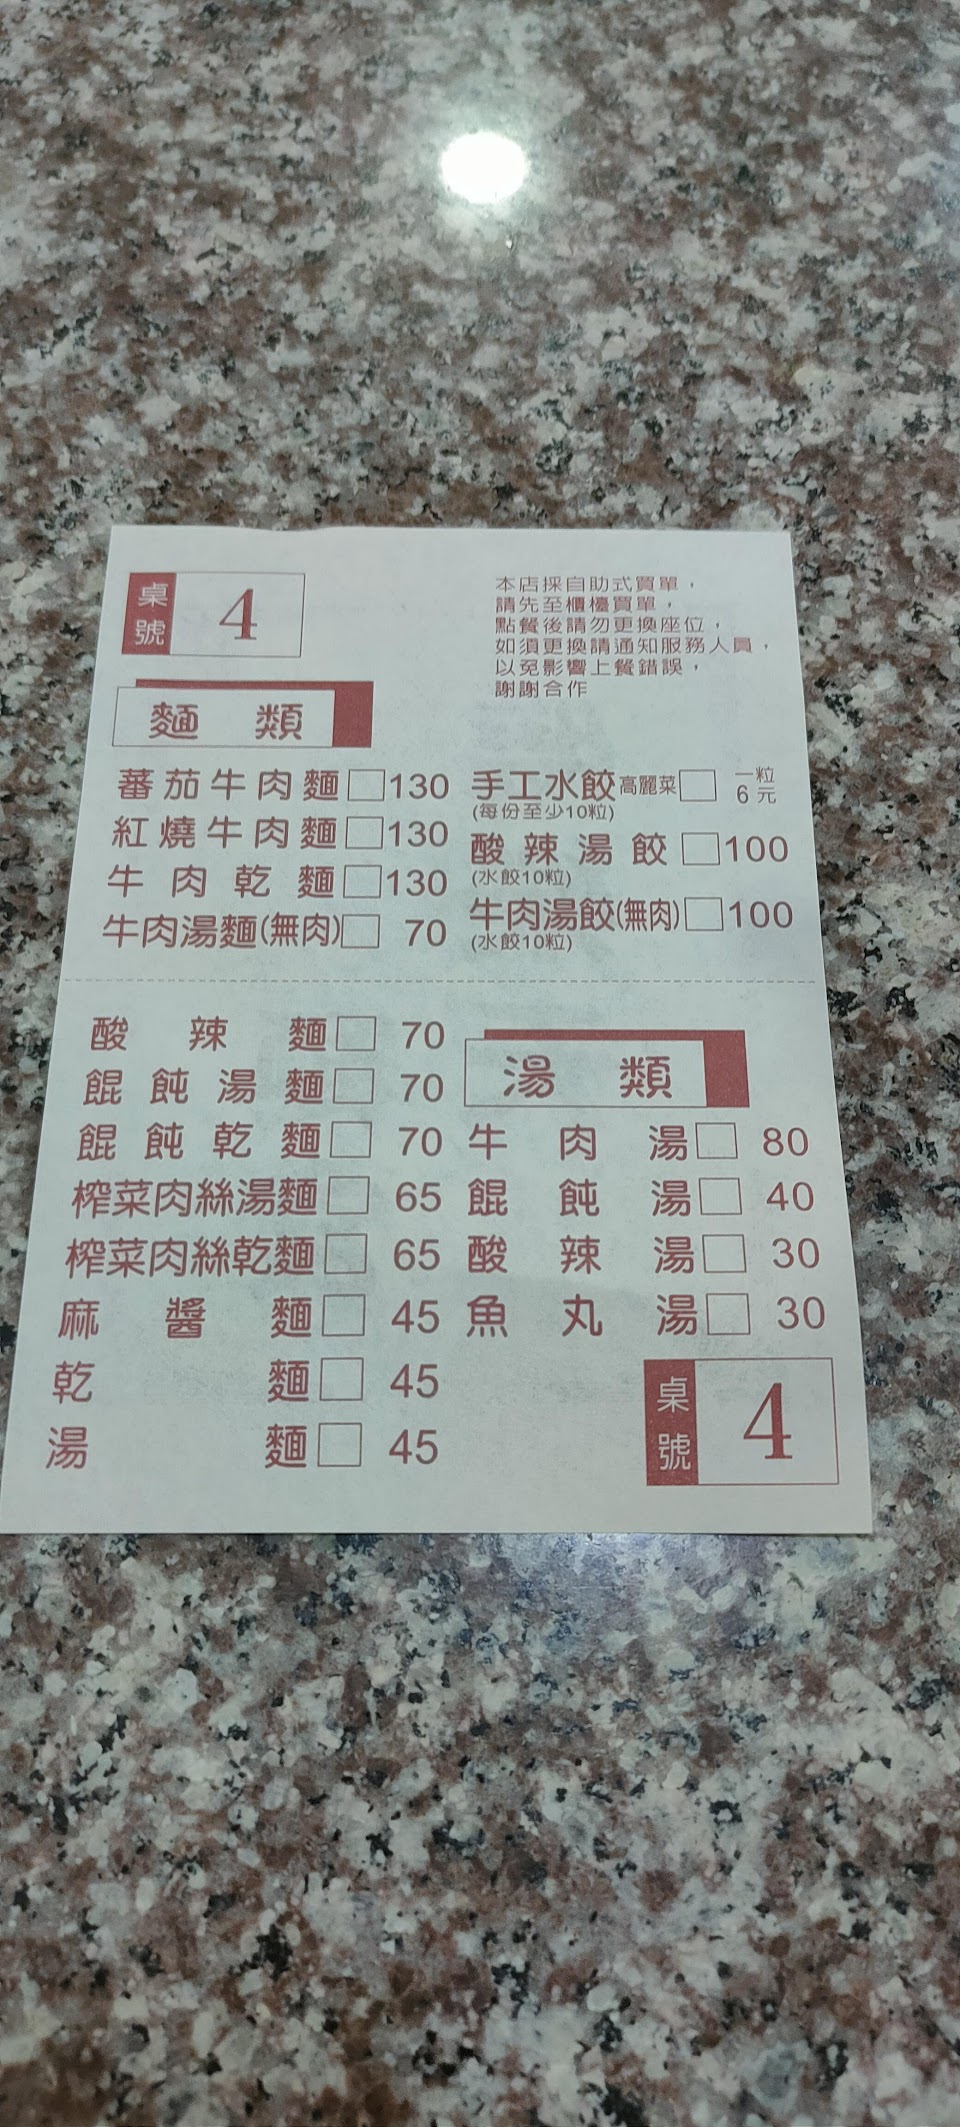 桌號 4
本店採自助式買單，
請先至櫃檯買單，
點餐後請勿更換座位，
如須更換請通知服務人員，
以免影響上餐錯誤，
謝謝合作
麵類
蕃茄牛肉麵□130
紅燒牛肉麵□130
牛肉乾麵□130
牛肉湯麵(無肉)□ 70
手工水餃高麗菜□ 一粒6元
(每份至少10粒)
酸辣湯餃□100
(水餃10粒)
牛肉湯餃(無肉)□100
(水餃10粒)
酸辣麵□ 70
餛飩湯麵□ 70
餛飩乾麵□ 70
榨菜肉絲湯麵□ 65
榨菜肉絲乾麵□ 65
麻醬麵□ 45
乾麵□ 45
湯麵□ 45
湯類
牛肉湯□ 80
餛飩湯□ 40
酸辣湯□ 30
魚丸湯□ 30
桌號 4